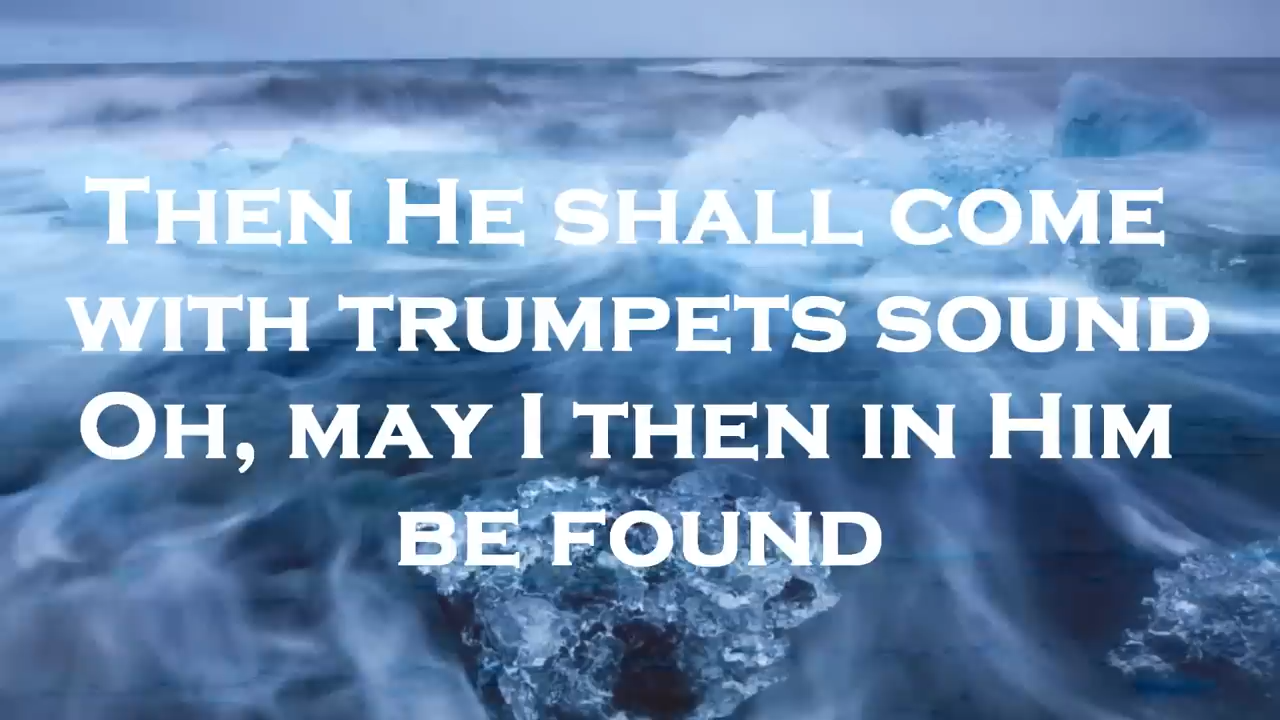 Then He shall come
with trumpets sound
Oh, may I then in Him
be found